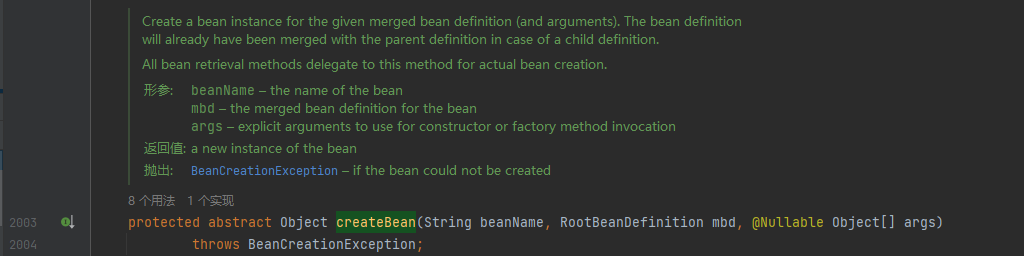 Create a bean instance for the given merged bean definition (and arguments). The bean definition
will already have been merged with the parent definition in case of a child definition.
All bean retrieval methods delegate to this method for actual bean creation.
形参: beanName – the name of the bean
mbd – the merged bean definition for the bean
args – explicit arguments to use for constructor or factory method invocation
返回值: a new instance of the bean
抛出: BeanCreationException – if the bean could not be created
8 个用法 1 个实现
2003 protected abstract Object createBean(String beanName, RootBeanDefinition mbd, @Nullable Object[] args)
2004 throws BeanCreationException;